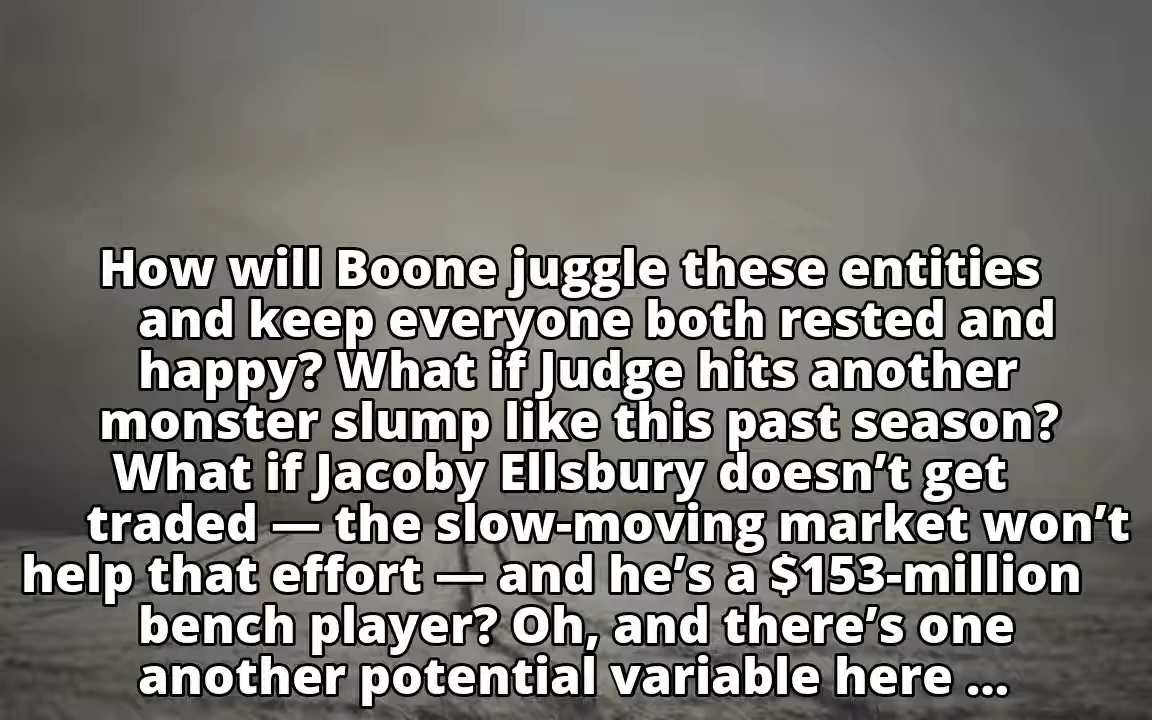 How will Boone juggle these entities
and keep everyone both rested and
happy? What if Judge hits another
monster slump like this past season?
What if Jacoby Ellsbury doesn’t get
traded — the slow-moving market won’t
help that effort — and he’s a $153-million
bench player? Oh, and there’s one
another potential variable here ...